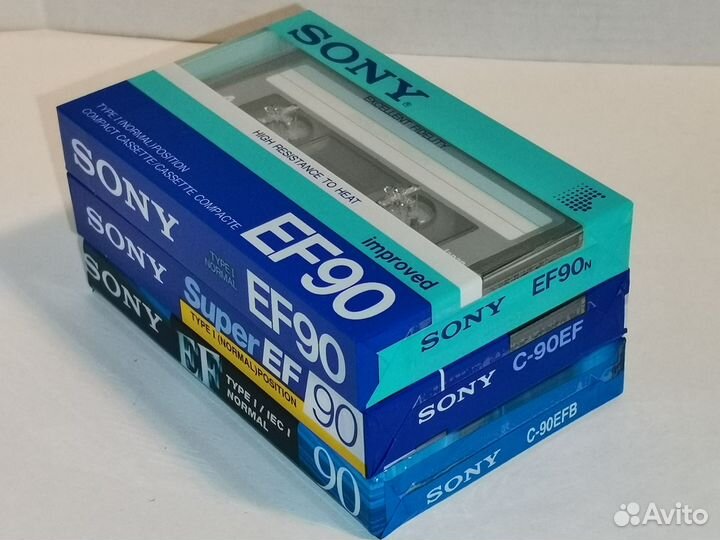 SONY®
EXCELLENT FIDELITY
HIGH RESISTANCE TO HEAT
improved
TYPE I (NORMAL) POSITION
COMPACT CASSETTE/CASSETTE COMPACTE
SONY
EF90
SONY
EF90N
SONY
TYPE I
NORMAL
EF90
Super EF
TYPE I (NORMAL) POSITION
90
SONY
C-90EF
SONY
EF
TYPE I / IEC I
NORMAL
90
SONY
C-90EFB
Avito